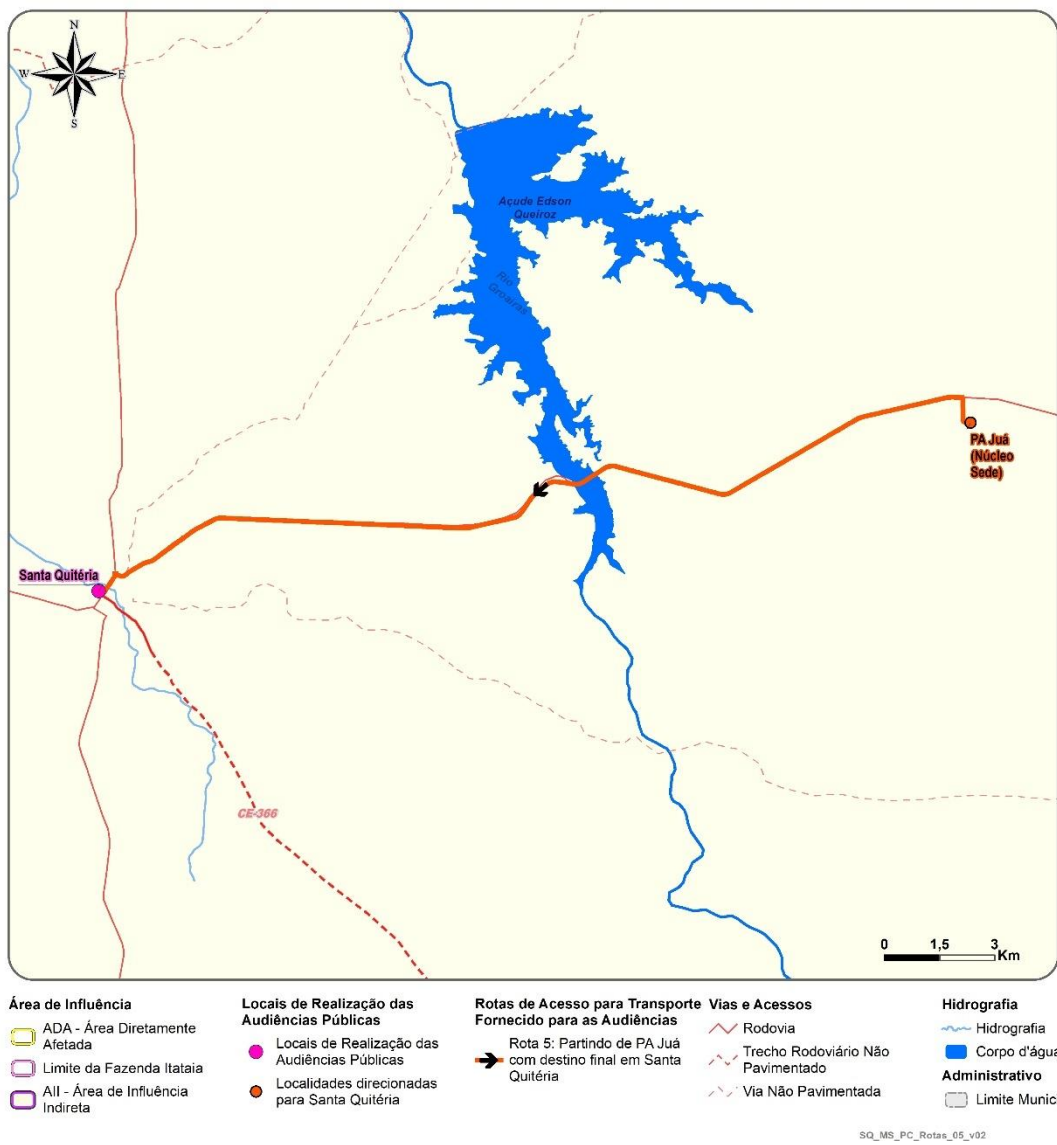 N
W
E
S
Açude Edson
Queiroz
Rio
Groaíras
PA Juá
(Núcleo
Sede)
Santa Quitéria
CE-366
0 1,5 3
Km
Área de Influência
ADA - Área Diretamente
Afetada
Limite da Fazenda Itataia
AII - Área de Influência
Indireta
Locais de Realização das
Audiências Públicas
Locais de Realização das
Audiências Públicas
Localidades direcionadas
para Santa Quitéria
Rotas de Acesso para Transporte
Fornecido para as Audiências
Rota 5: Partindo de PA Juá
com destino final em Santa
Quitéria
Vias e Acessos
Rodovia
Trecho Rodoviário Não
Pavimentado
Via Não Pavimentada
Hidrografia
Hidrografia
Corpo d'água
Administrativo
Limite Munici
SQ_MS_PC_Rotas_05_v02